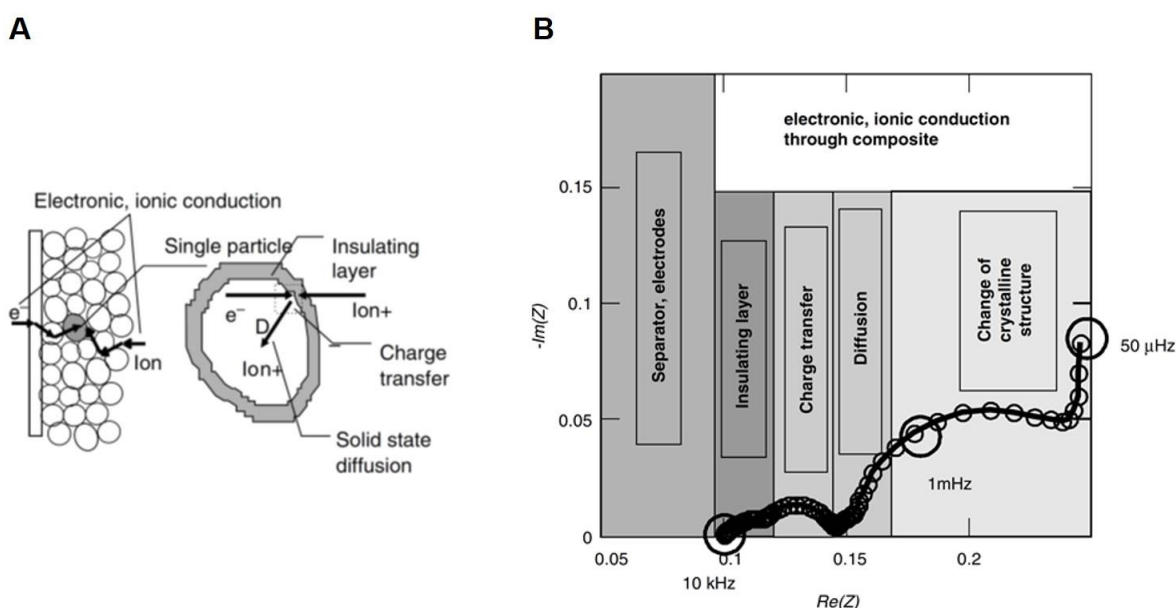 A
Electronic, ionic conduction
Single particle
Insulating
layer
e⁻
Ion
e⁻
D
Ion+
Ion+
Charge
transfer
Solid state
diffusion
B
electronic, ionic conduction
through composite
Separator, electrodes
Insulating layer
Charge transfer
Diffusion
Change of
crystalline
structure
-Im(Z)
0.15
0.1
0.05
0
50 µHz
1mHz
0.05
0.1
0.15
0.2
10 kHz
Re(Z)